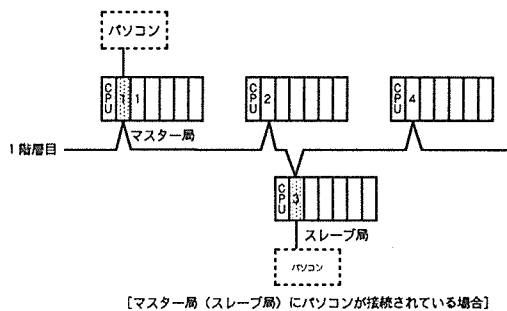 パソコン
CPU 1 1
CPU 2
CPU 4
マスター局
1階層目
CPU 3
スレーブ局
パソコン
[マスター局（スレーブ局）にパソコンが接続されている場合]